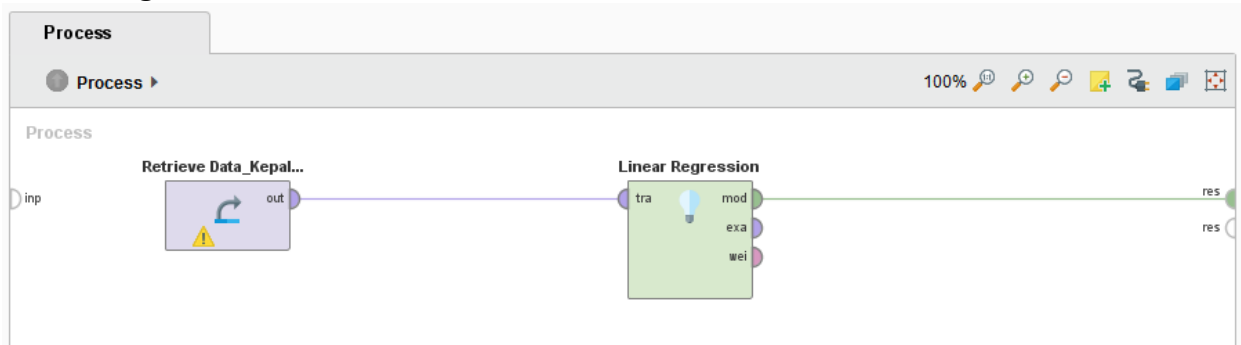 Process
Process
100%
Process
Retrieve Data_Kepal...
Linear Regression
inp
out
tra
mod
res
exa
res
wei